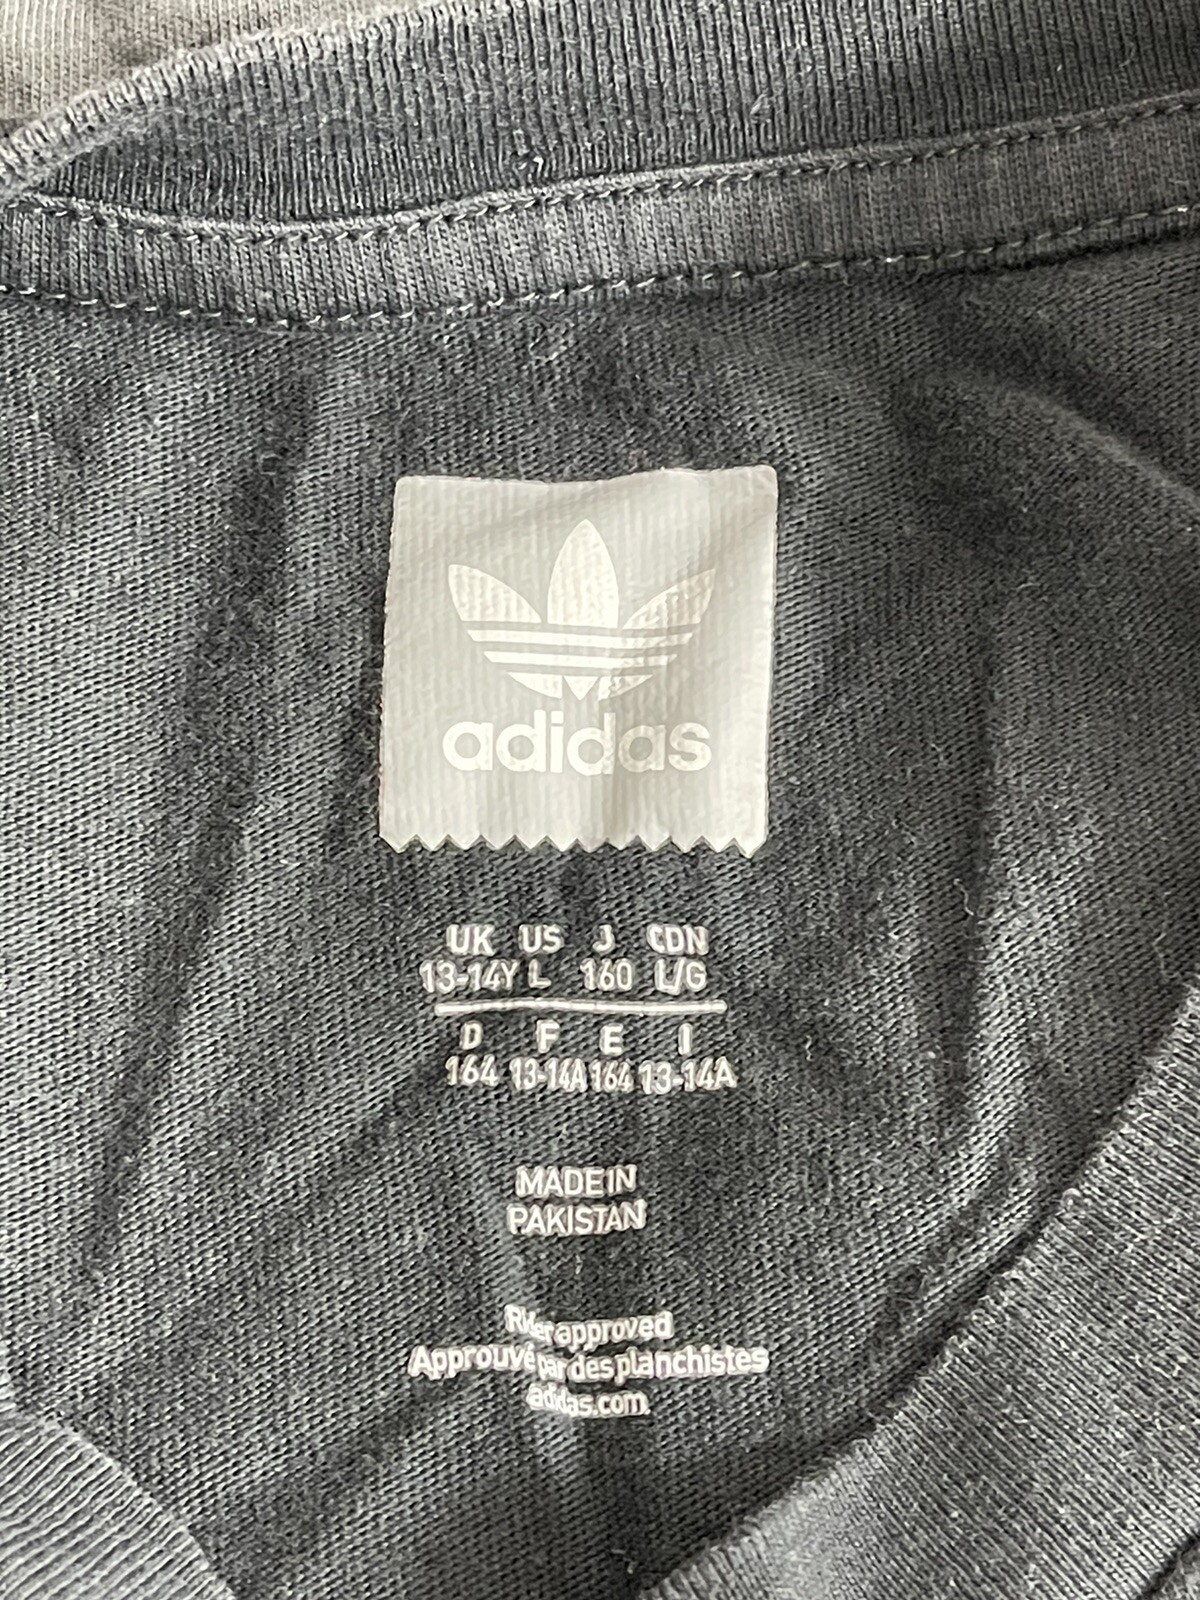 adidas
UK US J CDN
13-14Y L 160 L/G
D F E I
164 13-14A 164 13-14A
MADE IN
PAKISTAN
Rider approved
Approuvé par des planchistes
adidas.com